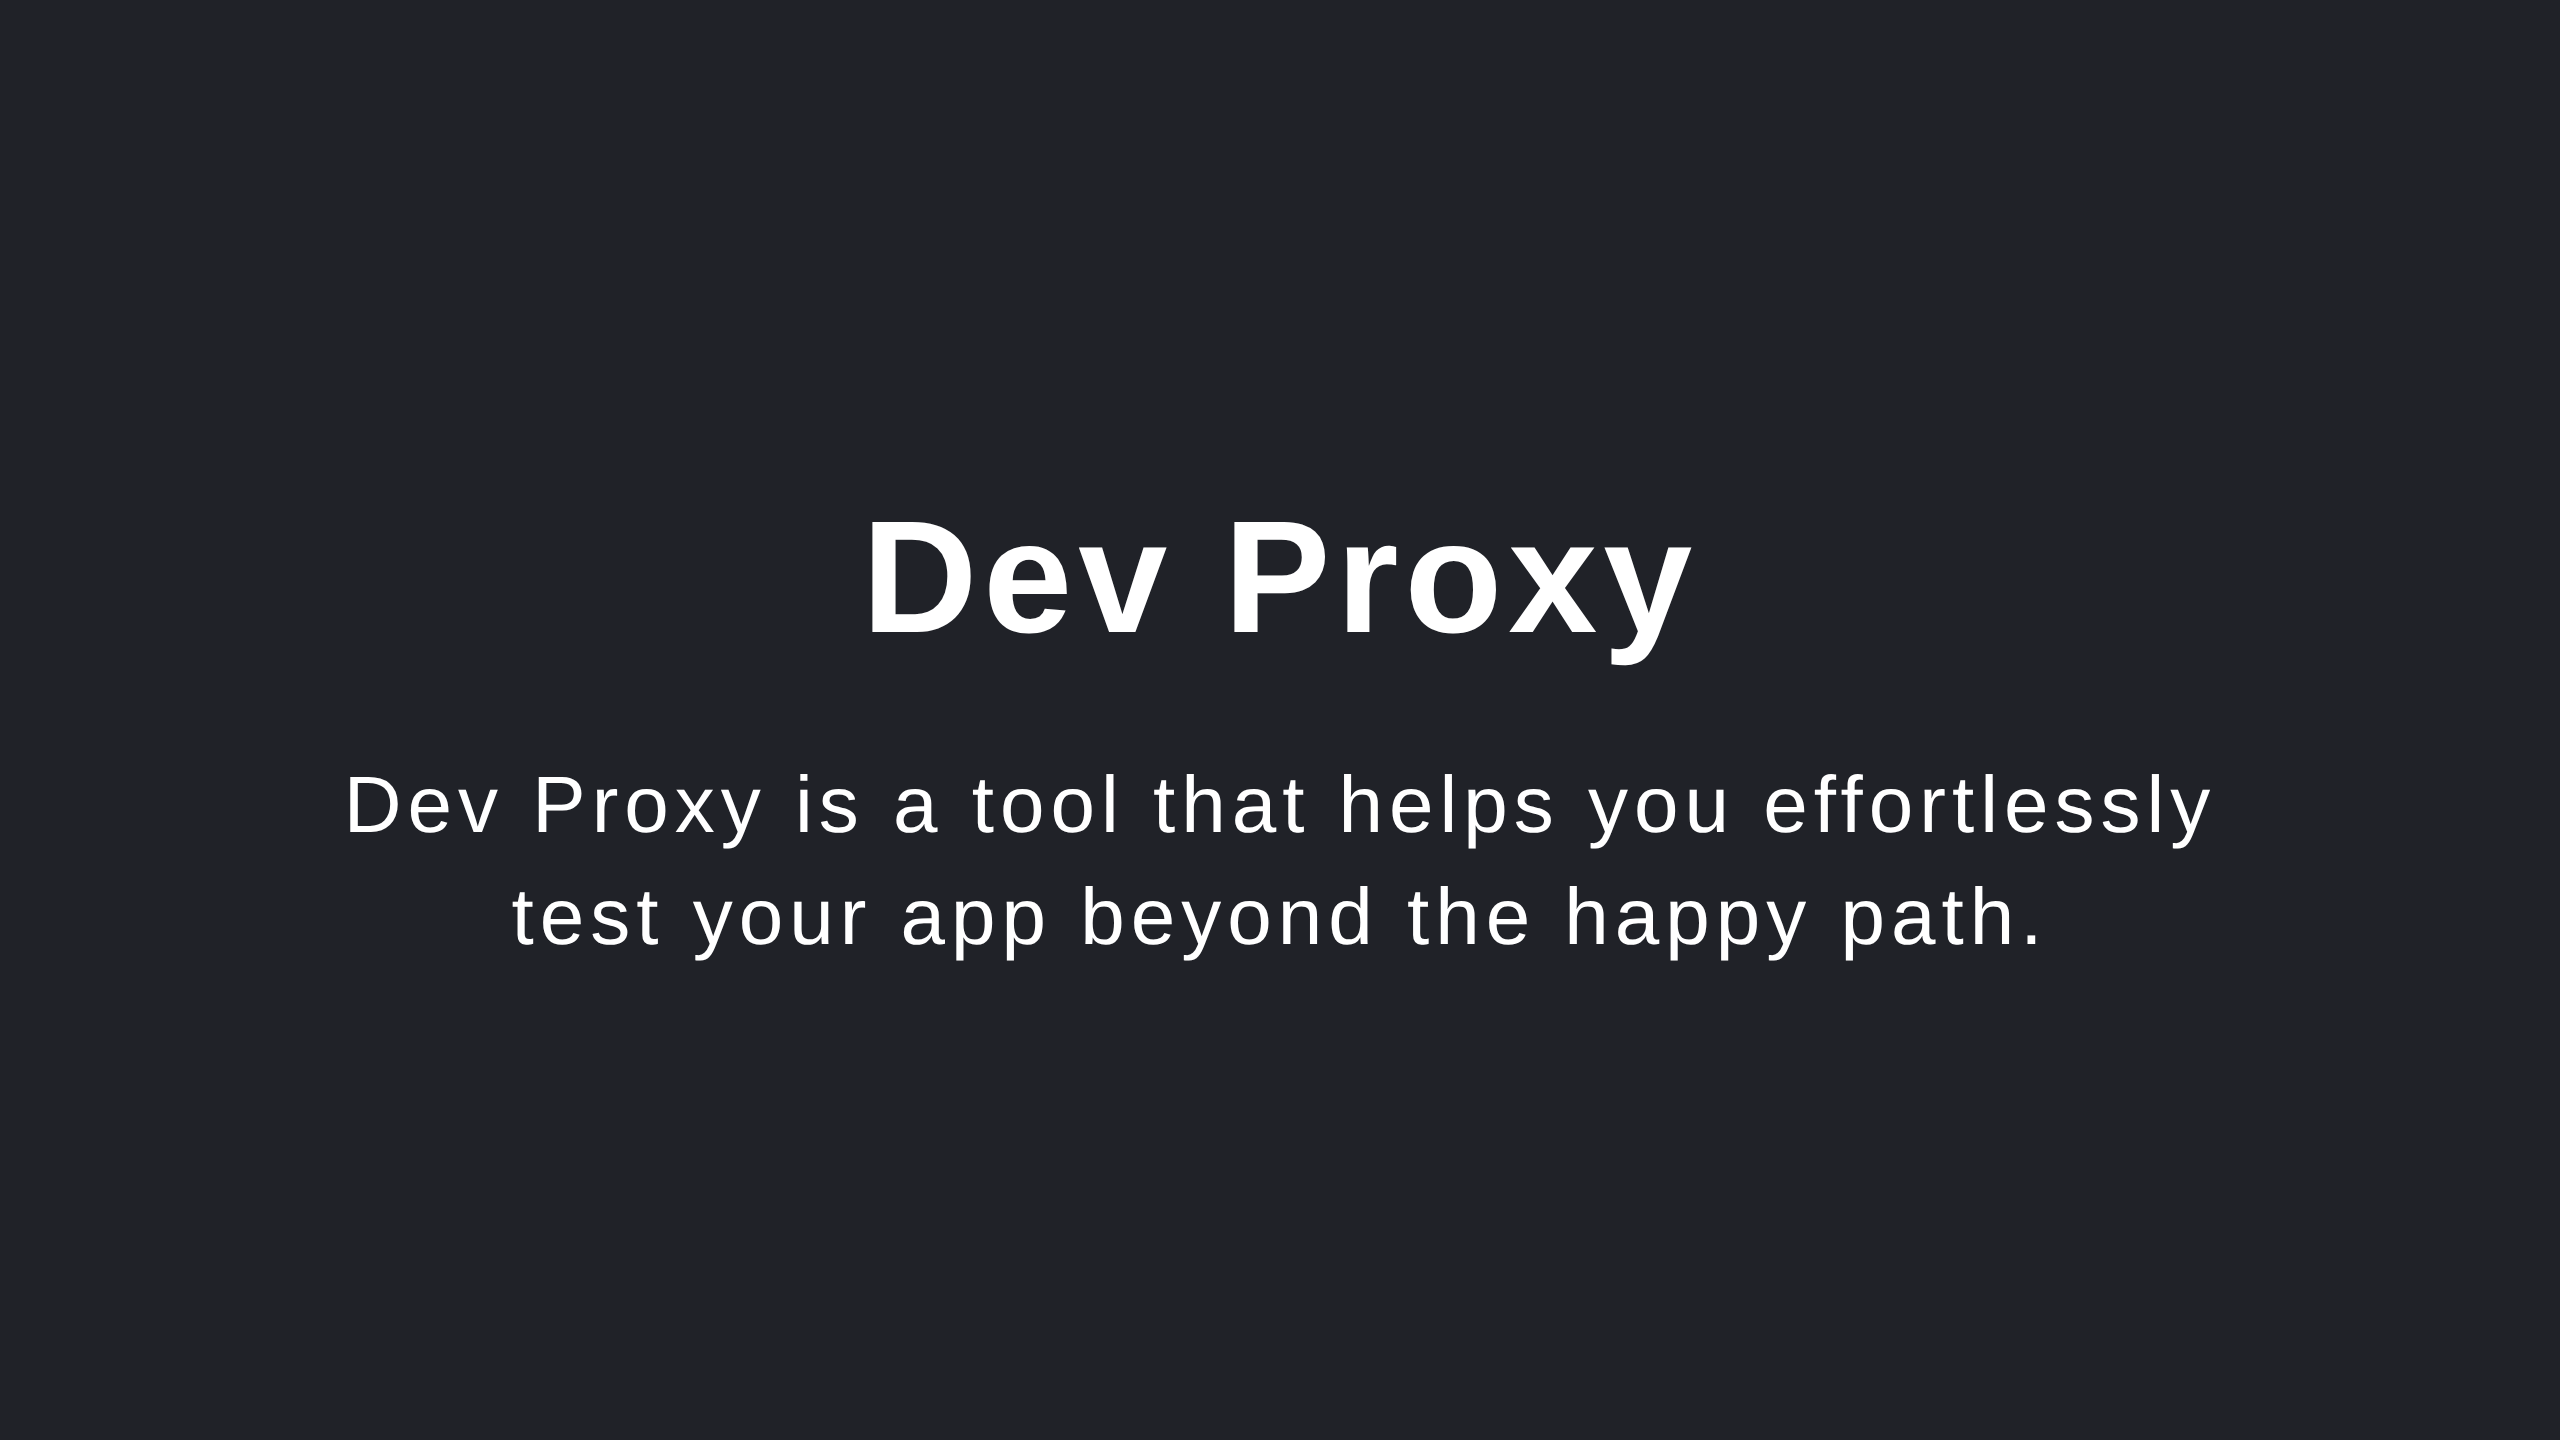 Dev Proxy
Dev Proxy is a tool that helps you effortlessly
test your app beyond the happy path.